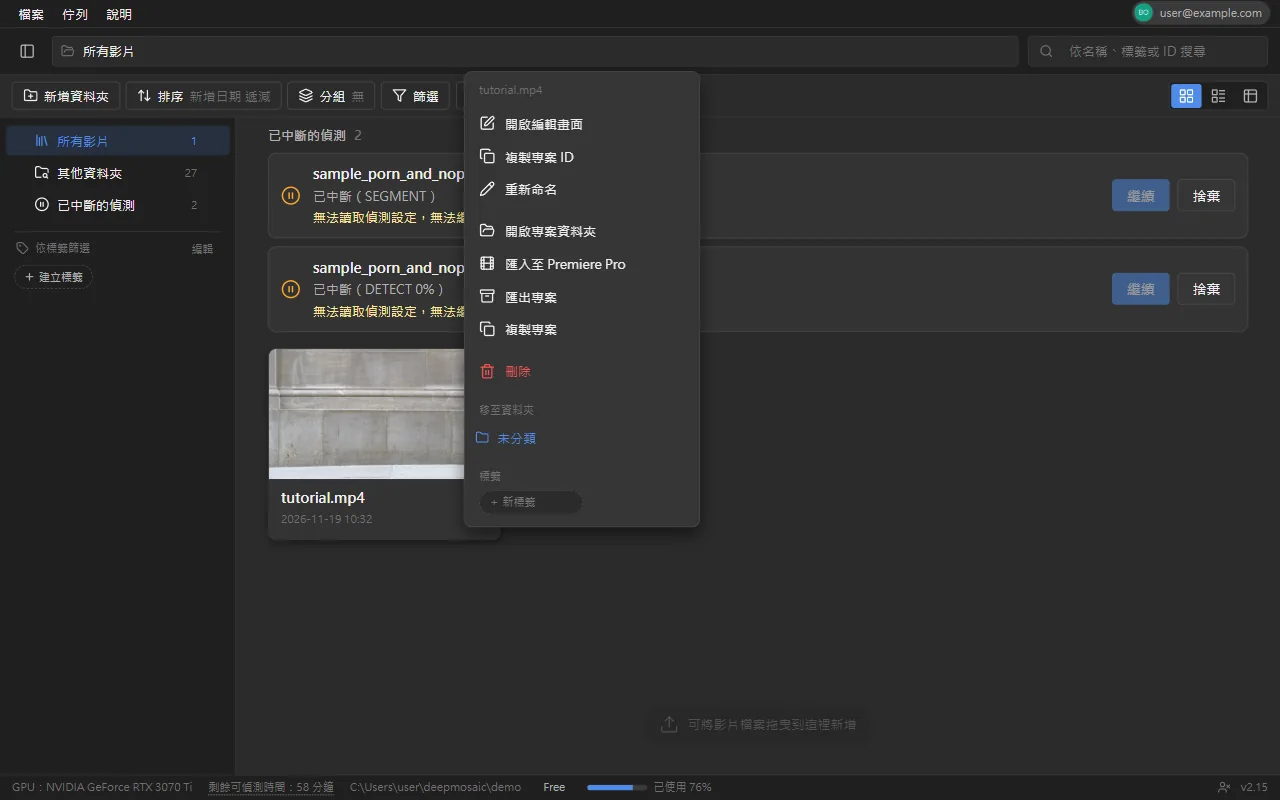 檔案 佇列 說明
BO user@example.com
所有影片
依名稱、標籤或 ID 搜尋
新增資料夾 排序 新增日期 遞減 分組 無 篩選
所有影片 1
其他資料夾 27
已中斷的偵測 2
依標籤篩選 編輯
+ 建立標籤
已中斷的偵測 2
sample_porn_and_nop
已中斷（SEGMENT）
無法讀取偵測設定，無法繼
繼續 捨棄
sample_porn_and_nop
已中斷（DETECT 0%）
無法讀取偵測設定，無法繼
繼續 捨棄
tutorial.mp4
2026-11-19 10:32
tutorial.mp4
開啟編輯畫面
複製專案 ID
重新命名
開啟專案資料夾
匯入至 Premiere Pro
匯出專案
複製專案
刪除
移至資料夾
未分類
標籤
+ 新標籤
可將影片檔案拖曳到這裡新增
GPU：NVIDIA GeForce RTX 3070 Ti 剩餘可偵測時間：58 分鐘 C:\Users\user\deepmosaic\demo Free 已使用 76% v2.15